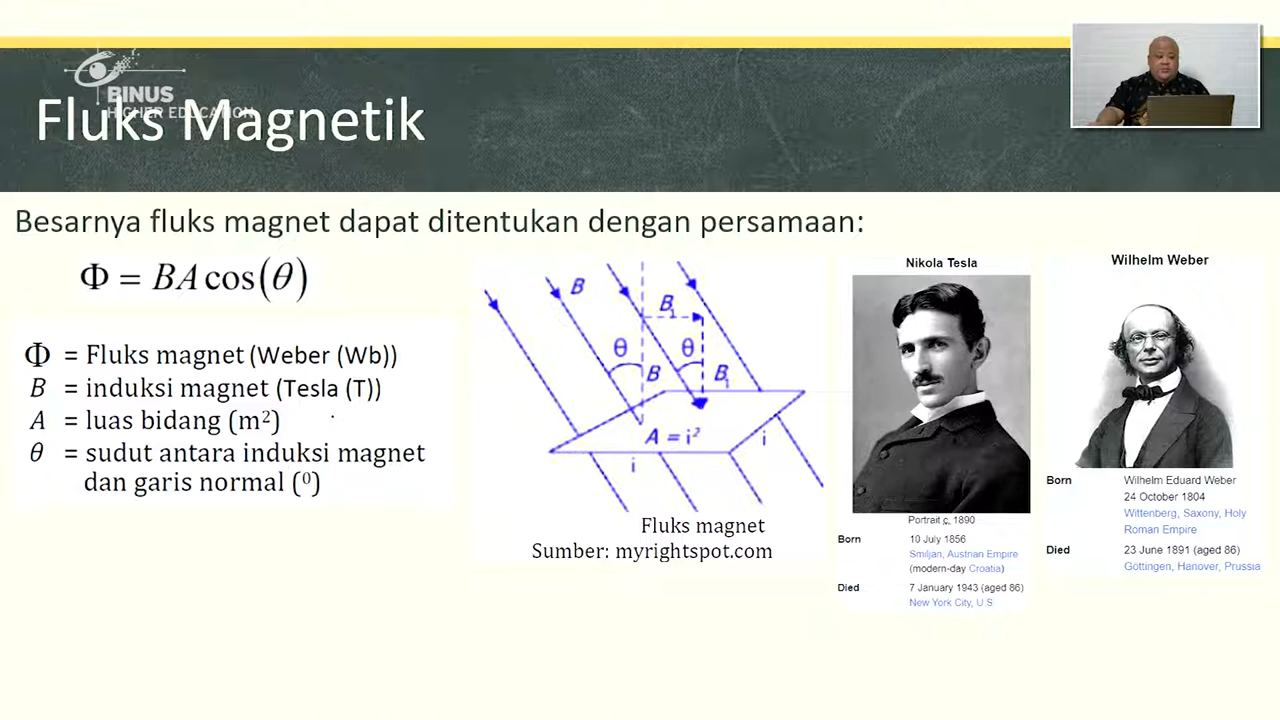 BINUS
HIGHER EDUCATION
Fluks Magnetik
Besarnya fluks magnet dapat ditentukan dengan persamaan:
Φ = BA cos(θ)
Φ = Fluks magnet (Weber (Wb))
B = induksi magnet (Tesla (T))
A = luas bidang (m²)
θ = sudut antara induksi magnet
dan garis normal (⁰)
B
B₁
θ
θ
B
B₁
A = i²
i
i
Fluks magnet
Sumber: myrightspot.com
Nikola Tesla
Portrait c. 1890
Born 10 July 1856
Smiljan, Austrian Empire
(modern-day Croatia)
Died 7 January 1943 (aged 86)
New York City, U.S
Wilhelm Weber
Born Wilhelm Eduard Weber
24 October 1804
Wittenberg, Saxony, Holy
Roman Empire
Died 23 June 1891 (aged 86)
Göttingen, Hanover, Prussia